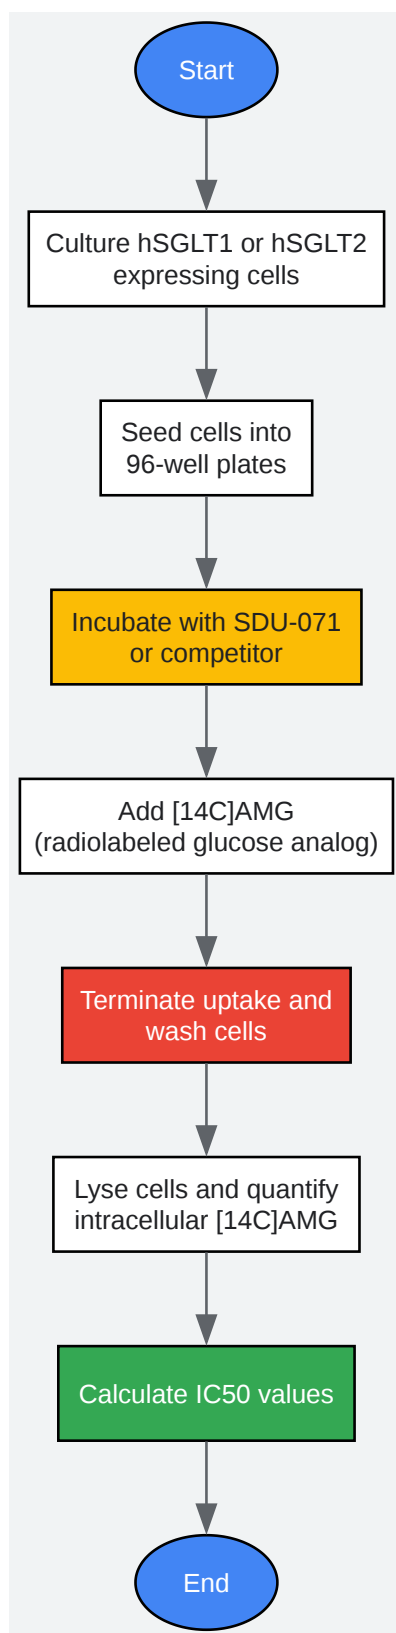 Start
Culture hSGLT1 or hSGLT2
expressing cells
Seed cells into
96-well plates
Incubate with SDU-071
or competitor
Add [14C]AMG
(radiolabeled glucose analog)
Terminate uptake and
wash cells
Lyse cells and quantify
intracellular [14C]AMG
Calculate IC50 values
End